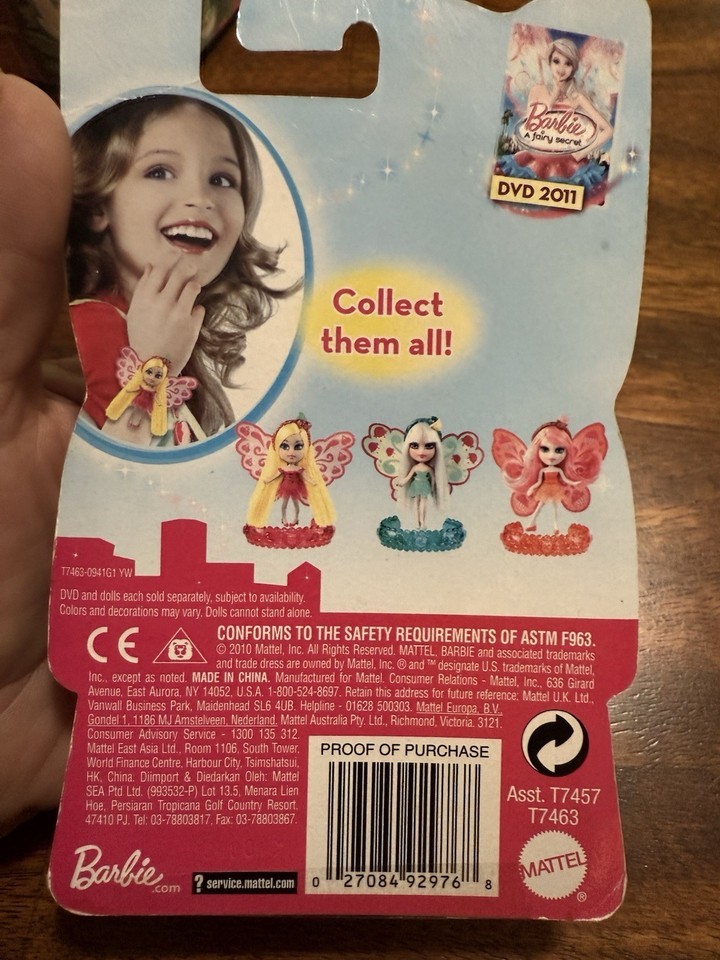 Barbie
A fairy secret
DVD 2011
Collect
them all!
T7463-0941G1 YW
DVD and dolls each sold separately, subject to availability.
Colors and decorations may vary. Dolls cannot stand alone.
CE
CONFORMS TO THE SAFETY REQUIREMENTS OF ASTM F963.
© 2010 Mattel, Inc. All Rights Reserved. MATTEL, BARBIE and associated trademarks
and trade dress are owned by Mattel, Inc. ® and ™ designate U.S. trademarks of Mattel,
Inc., except as noted. MADE IN CHINA. Manufactured for Mattel. Consumer Relations - Mattel, Inc., 636 Girard
Avenue, East Aurora, NY 14052, U.S.A. 1-800-524-8697. Retain this address for future reference: Mattel U.K. Ltd.,
Vanwall Business Park, Maidenhead SL6 4UB. Helpline - 01628 500303. Mattel Europa, B.V.,
Gondel 1, 1186 MJ Amstelveen, Nederland. Mattel Australia Pty. Ltd., Richmond, Victoria. 3121.
Consumer Advisory Service - 1300 135 312.
Mattel East Asia Ltd., Room 1106, South Tower,
World Finance Centre, Harbour City, Tsimshatsui,
HK, China. Diimport & Diedarkan Oleh: Mattel
SEA Ptd Ltd. (993532-P) Lot 13.5, Menara Lien
Hoe, Persiaran Tropicana Golf Country Resort.
47410 PJ. Tel: 03-78803817, Fax: 03-78803867.
PROOF OF PURCHASE
0 27084 92976 8
Asst. T7457
T7463
Barbie.com
? service.mattel.com
MATTEL®